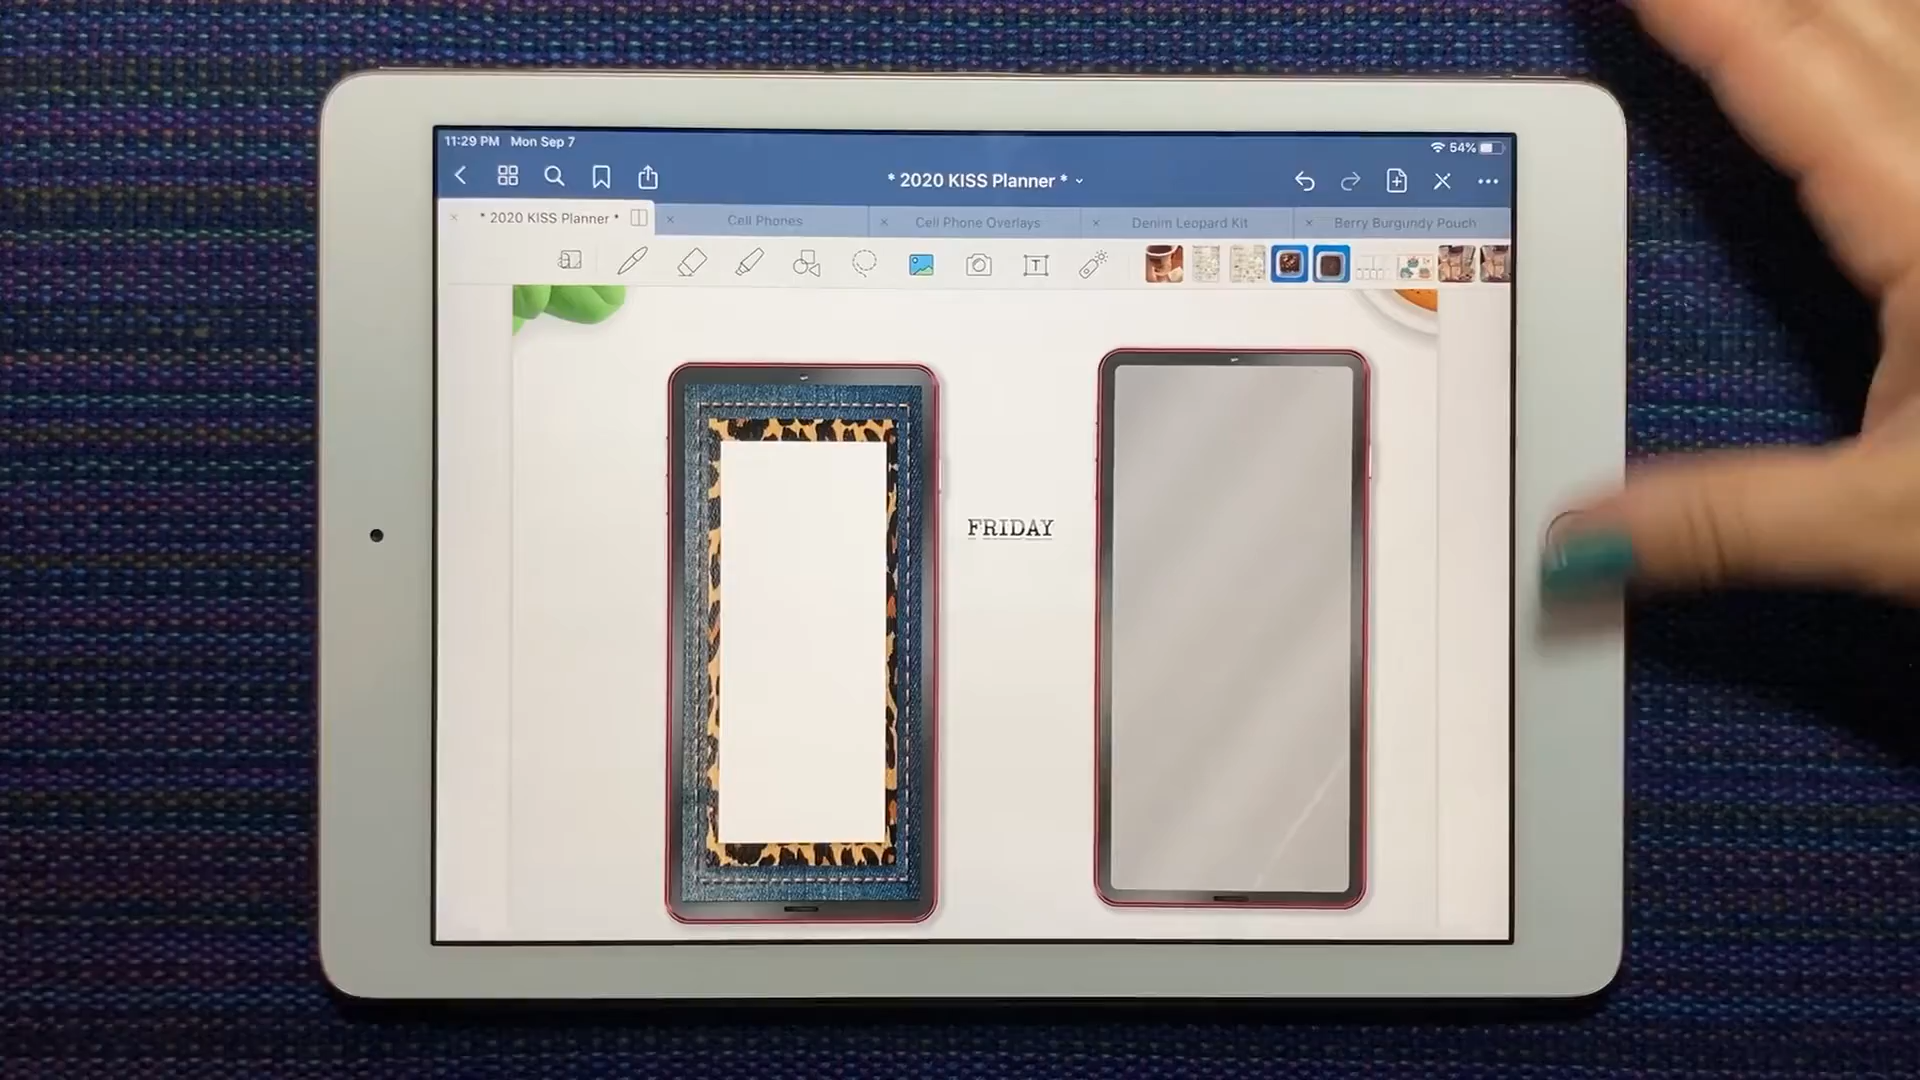 11:29 PM Mon Sep 7
54%
* 2020 KISS Planner *
* 2020 KISS Planner *
Cell Phones
Cell Phone Overlays
Denim Leopard Kit
Berry Burgundy Pouch
T
FRIDAY